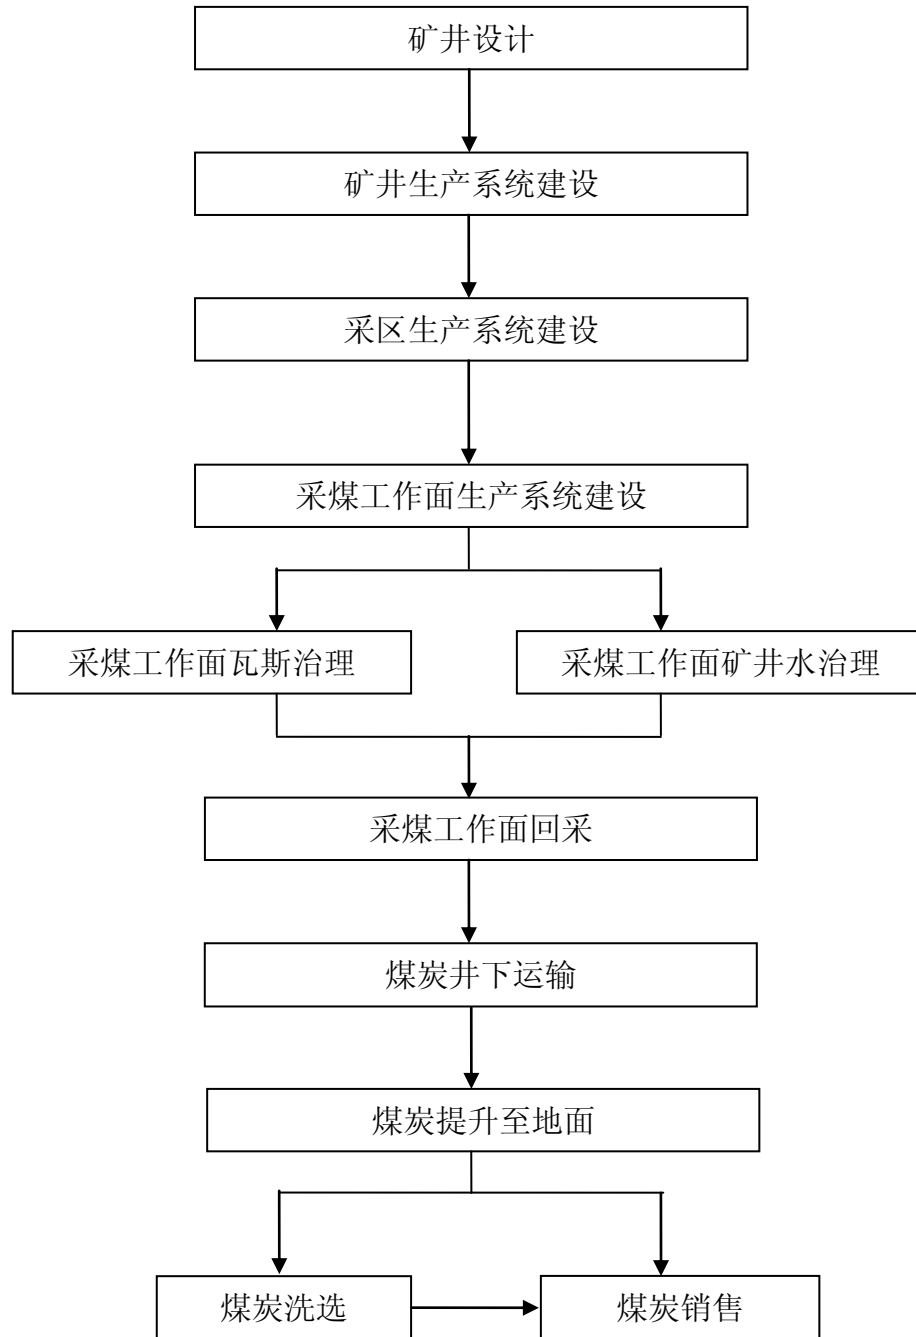 矿井设计
矿井生产系统建设
采区生产系统建设
采煤工作面生产系统建设
采煤工作面瓦斯治理
采煤工作面矿井水治理
采煤工作面回采
煤炭井下运输
煤炭提升至地面
煤炭洗选
煤炭销售